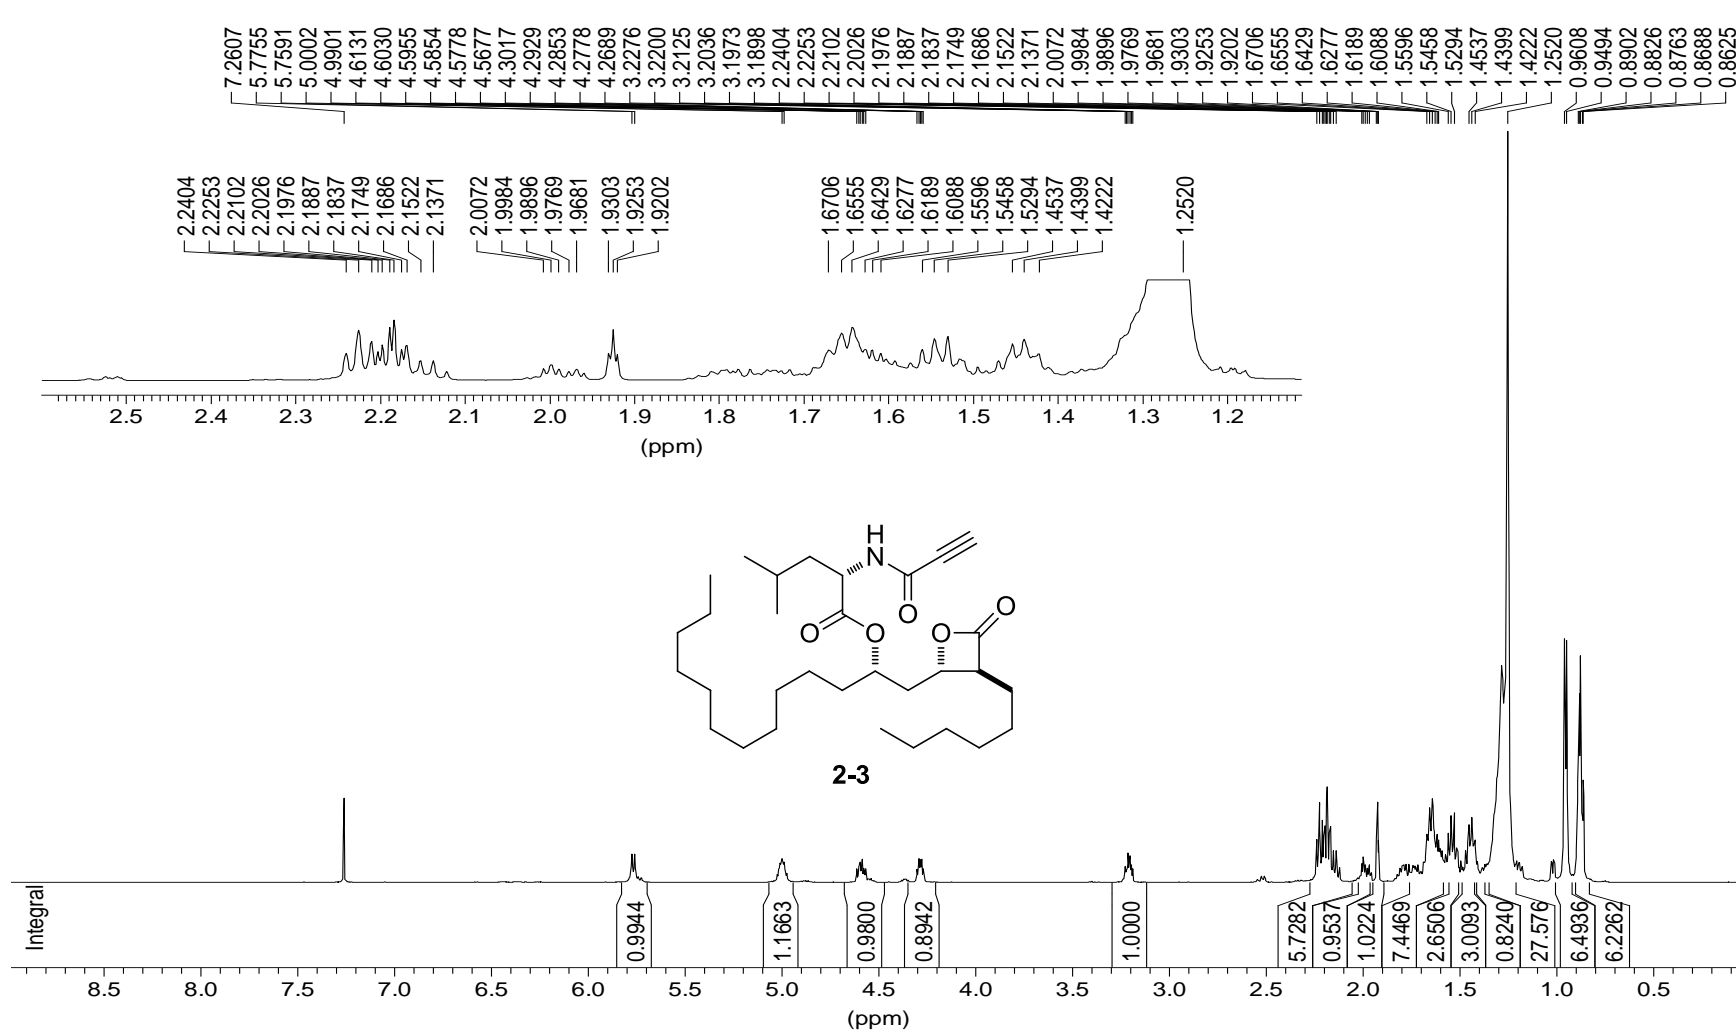 7.2607 5.7755 5.7591 5.0002 4.9901 4.6131 4.6030 4.5955 4.5854 4.5778 4.5677 4.3017 4.2929 4.2853 4.2778 4.2689 3.2276 3.2200 3.2125 3.2036 3.1973 3.1898 2.2404 2.2253 2.2102 2.2026 2.1976 2.1887 2.1837 2.1749 2.1686 2.1522 2.1371 2.0072 1.9984 1.9896 1.9769 1.9681 1.9303 1.9253 1.9202 1.6706 1.6555 1.6429 1.6277 1.6189 1.6088 1.5596 1.5458 1.5294 1.4537 1.4399 1.4222 1.2520 0.9608 0.9494 0.8902 0.8826 0.8763 0.8688 0.8625
2.2404 2.2253 2.2102 2.2026 2.1976 2.1887 2.1837 2.1749 2.1686 2.1522 2.1371 2.0072 1.9984 1.9896 1.9769 1.9681 1.9303 1.9253 1.9202 1.6706 1.6555 1.6429 1.6277 1.6189 1.6088 1.5596 1.5458 1.5294 1.4537 1.4399 1.4222 1.2520
2.5 2.4 2.3 2.2 2.1 2.0 1.9 1.8 1.7 1.6 1.5 1.4 1.3 1.2
(ppm)
H
N
O
O
O
O
O
2-3
Integral
0.9944 1.1663 0.9800 0.8942 1.0000 5.7282 0.9537 1.0224 7.4469 2.6506 3.0093 0.8240 27.576 6.4936 6.2262
8.5 8.0 7.5 7.0 6.5 6.0 5.5 5.0 4.5 4.0 3.5 3.0 2.5 2.0 1.5 1.0 0.5
(ppm)